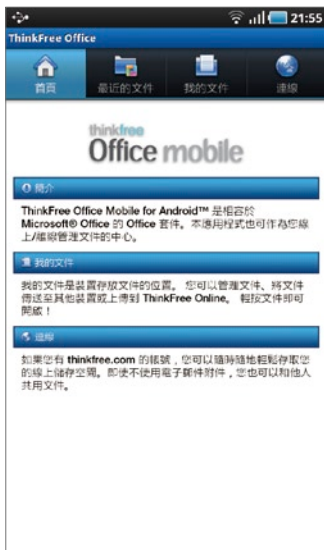 21:55
ThinkFree Office
首頁 最近的文件 我的文件 連線
thinkfree
Office mobile
簡介
ThinkFree Office Mobile for Android™ 是相容於
Microsoft® Office 的 Office 套件。本應用程式也可作為您線
上/離線管理文件的中心。
我的文件
我的文件是裝置存放文件的位置。 您可以管理文件、將文件
傳送至其他裝置或上傳到 ThinkFree Online。 輕按文件即可
開啟！
連線
如果您有 thinkfree.com 的帳號，您可以隨時隨地輕鬆存取您
的線上儲存空間。即使不使用電子郵件附件，您也可以和他人
共用文件。